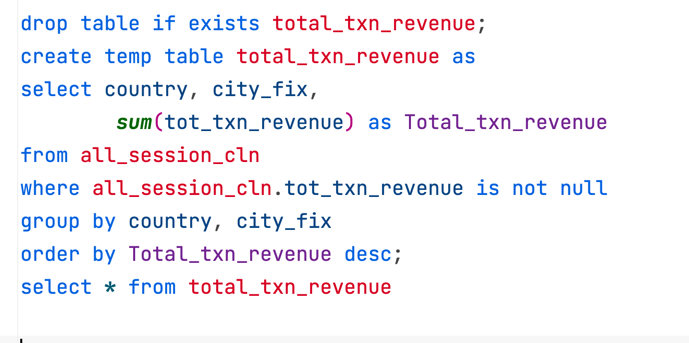 drop table if exists total_txn_revenue;
create temp table total_txn_revenue as
select country, city_fix,
sum(tot_txn_revenue) as Total_txn_revenue
from all_session_cln
where all_session_cln.tot_txn_revenue is not null
group by country, city_fix
order by Total_txn_revenue desc;
select * from total_txn_revenue